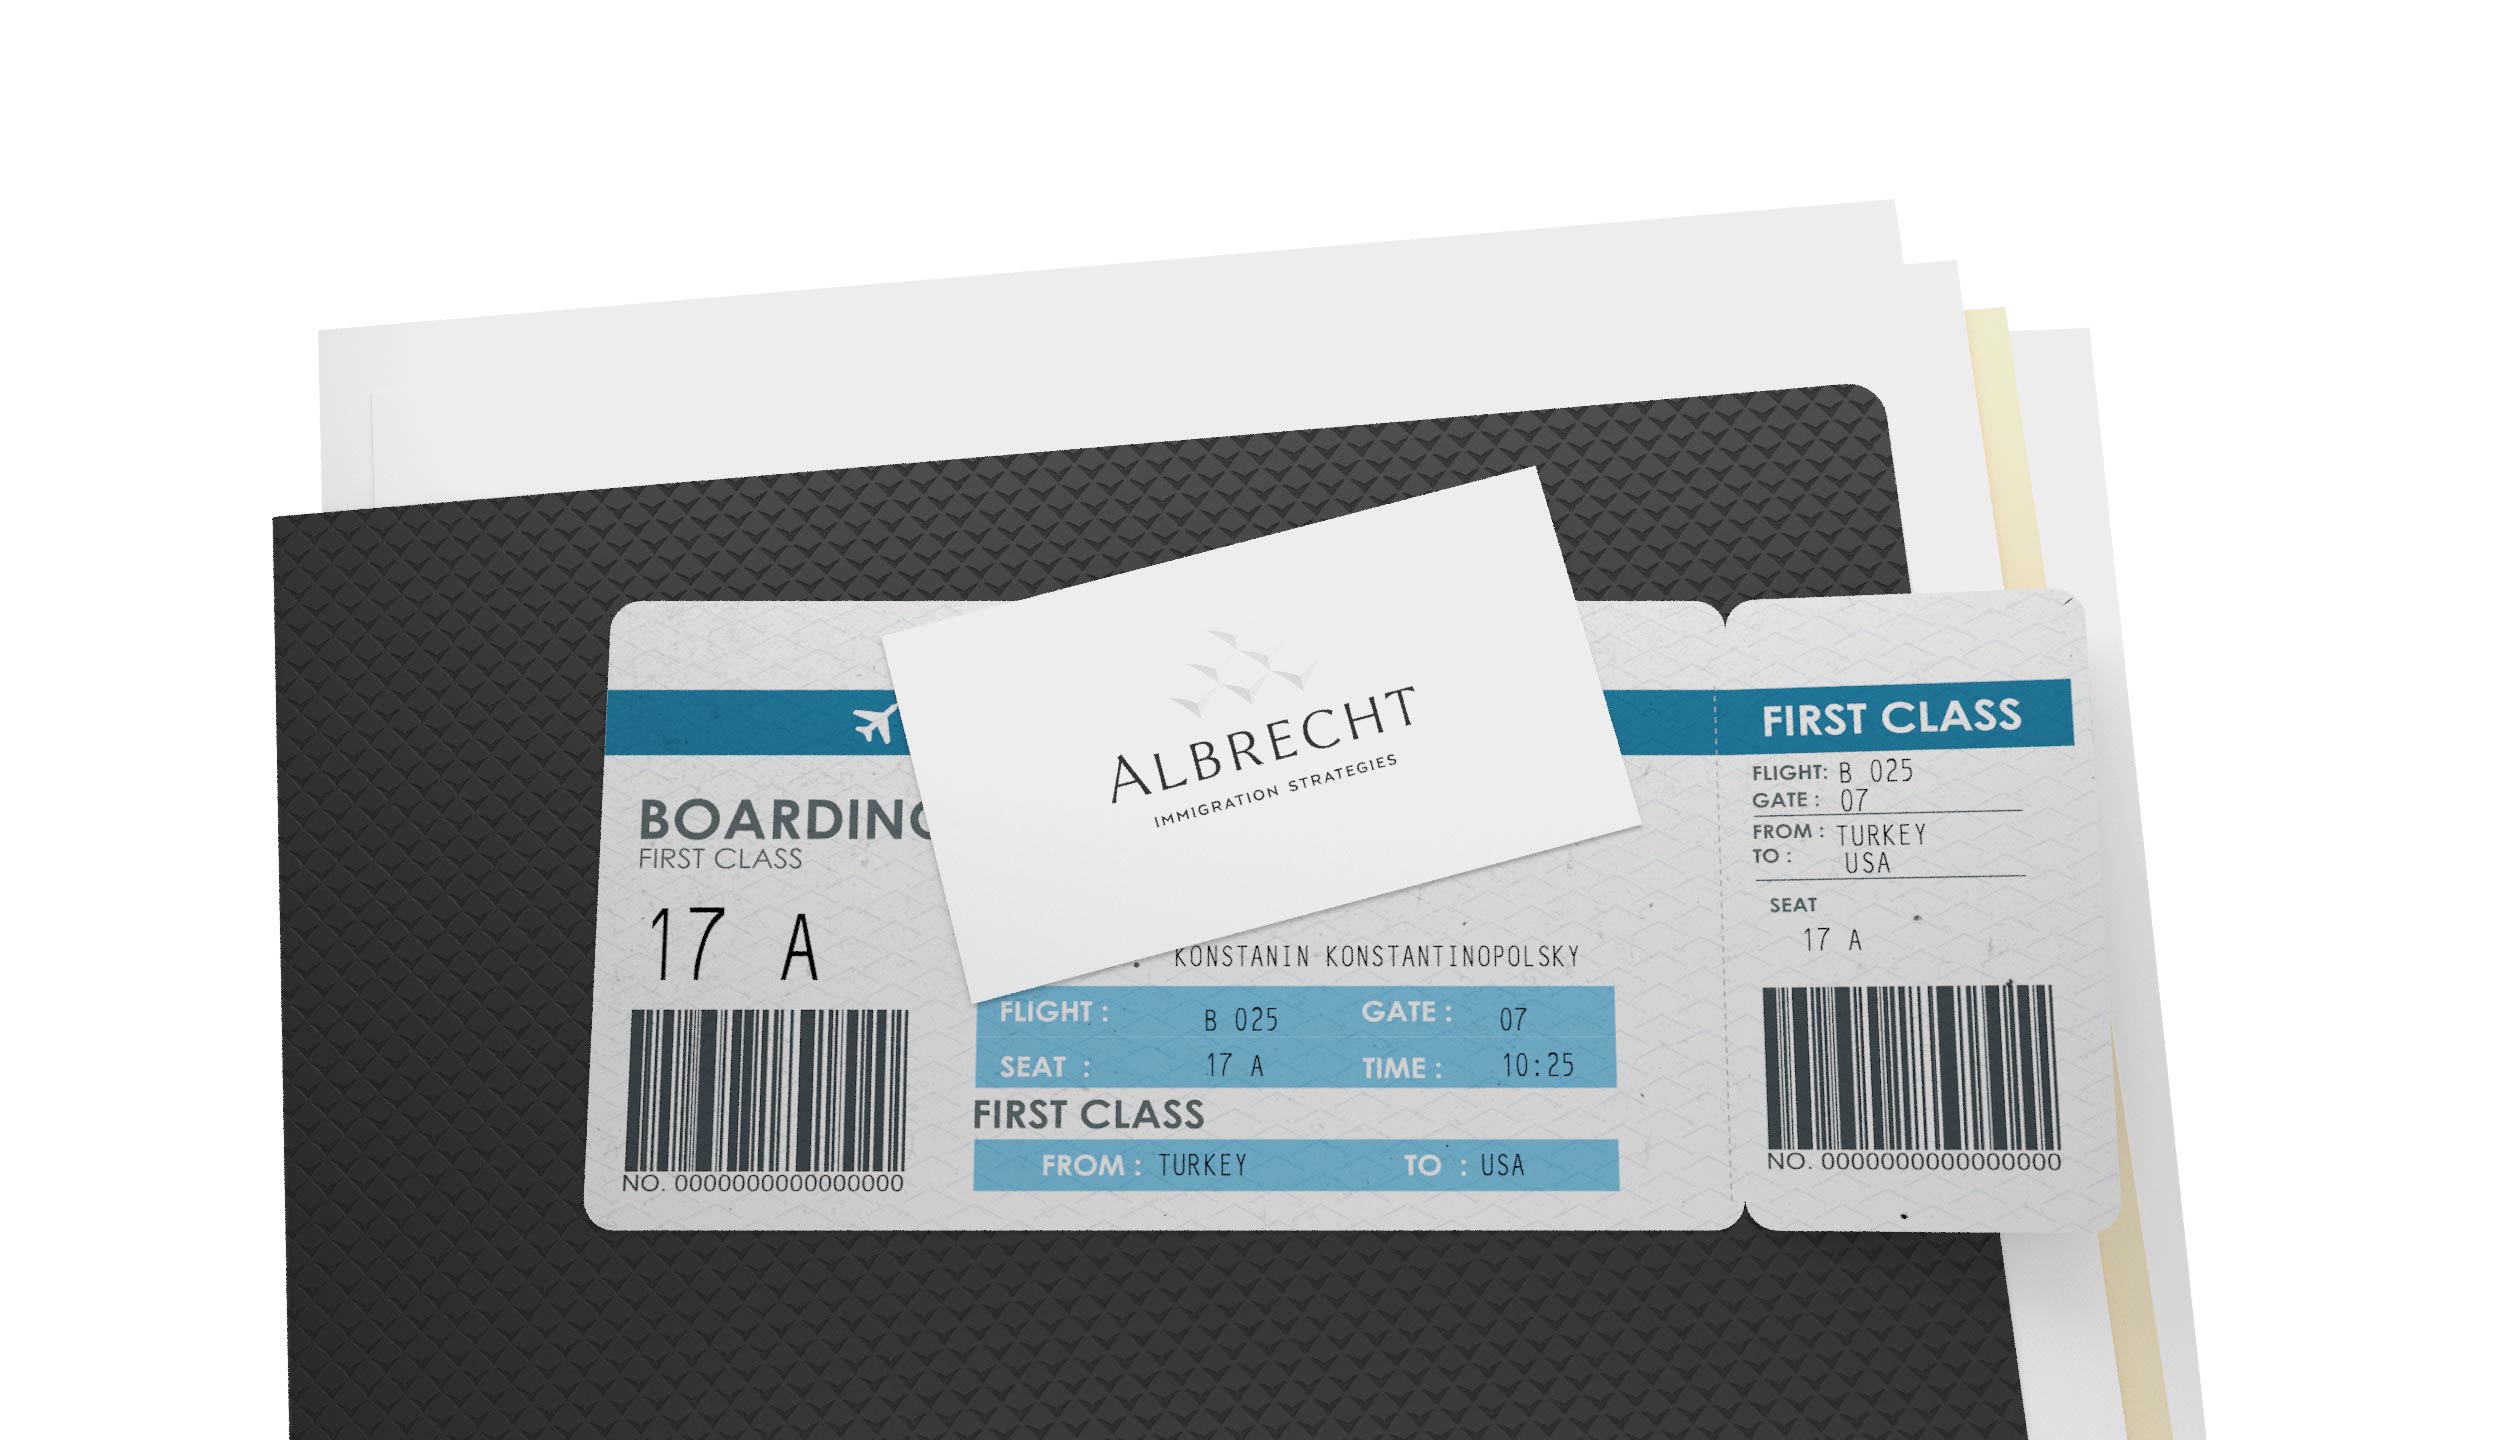 ALBRECHT
IMMIGRATION STRATEGIES
BOARDING
FIRST CLASS
17 A
NO. 0000000000000000
KONSTANIN KONSTANTINOPOLSKY
FLIGHT : B 025 GATE : 07
SEAT : 17 A TIME : 10:25
FIRST CLASS
FROM : TURKEY TO : USA
FIRST CLASS
FLIGHT: B 025
GATE : 07
FROM : TURKEY
TO : USA
SEAT
17 A
NO. 0000000000000000